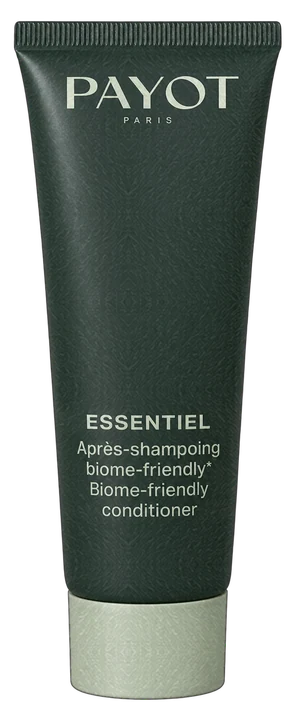 PAYOT
PARIS
ESSENTIEL
Après-shampoing
biome-friendly*
Biome-friendly
conditioner